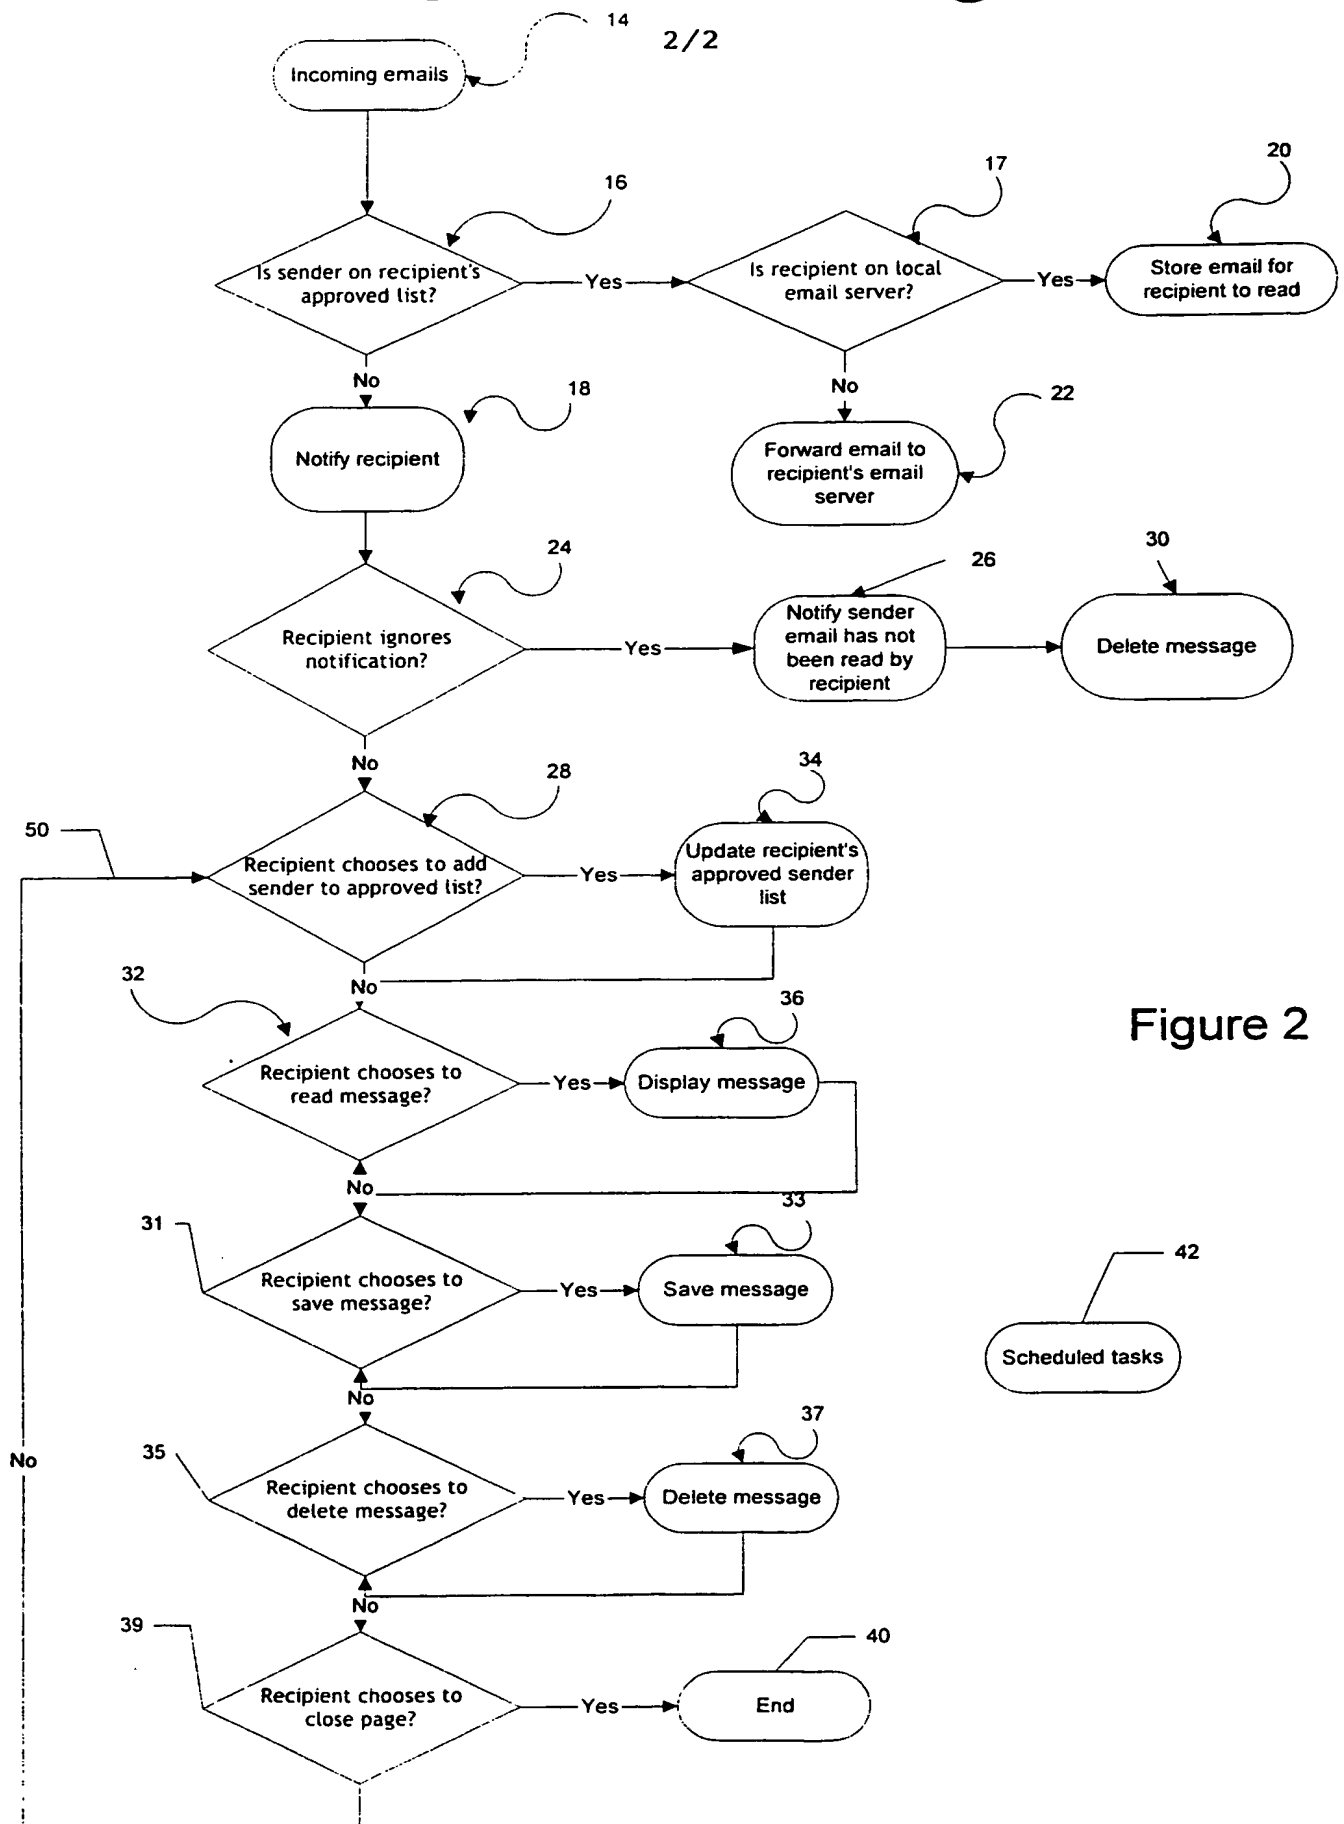 14
2/2
Incoming emails
16
17
20
Is sender on recipient's
approved list?
Yes
Is recipient on local
email server?
Yes
Store email for
recipient to read
No
18
No
22
Notify recipient
Forward email to
recipient's email
server
24
26
30
Recipient ignores
notification?
Yes
Notify sender
email has not
been read by
recipient
Delete message
No
28
34
50
Recipient chooses to add
sender to approved list?
Yes
Update recipient's
approved sender
list
32
No
36
Figure 2
Recipient chooses to
read message?
Yes
Display message
No
33
31
Recipient chooses to
save message?
Yes
Save message
42
Scheduled tasks
No
37
35
No
Recipient chooses to
delete message?
Yes
Delete message
No
39
40
Recipient chooses to
close page?
Yes
End